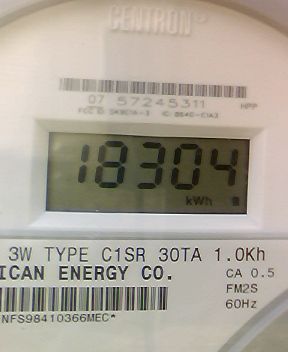 CENTRON®
07 57245311
HPP
18304
kWh
3W TYPE C1SR 30TA 1.0Kh
ICAN ENERGY CO.
CA 0.5
FM2S
60Hz
NFS98410366MEC*